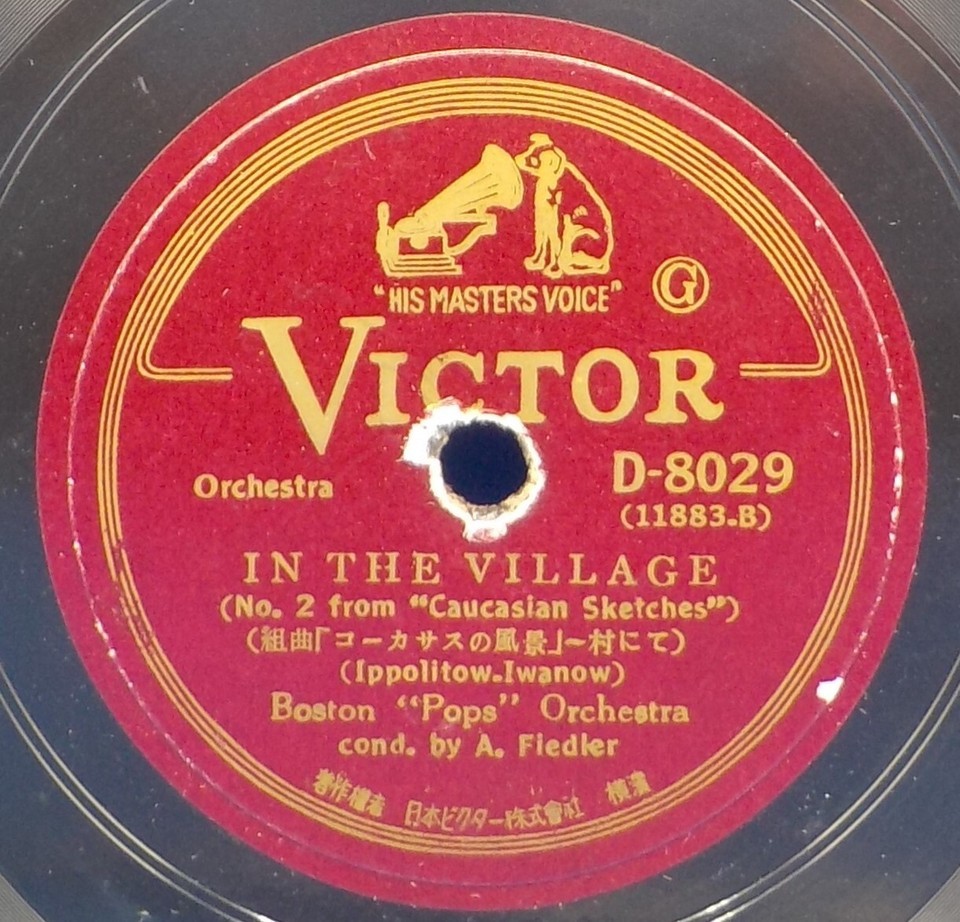 "HIS MASTERS VOICE"
G
VICTOR
Orchestra
D-8029
(11883-B)
IN THE VILLAGE
(No. 2 from "Caucasian Sketches")
(組曲「コーカサスの風景」~村にて)
(Ippolitow-Iwanow)
Boston "Pops" Orchestra
cond. by A. Fiedler
著作權者 日本ビクター株式會社 横濱